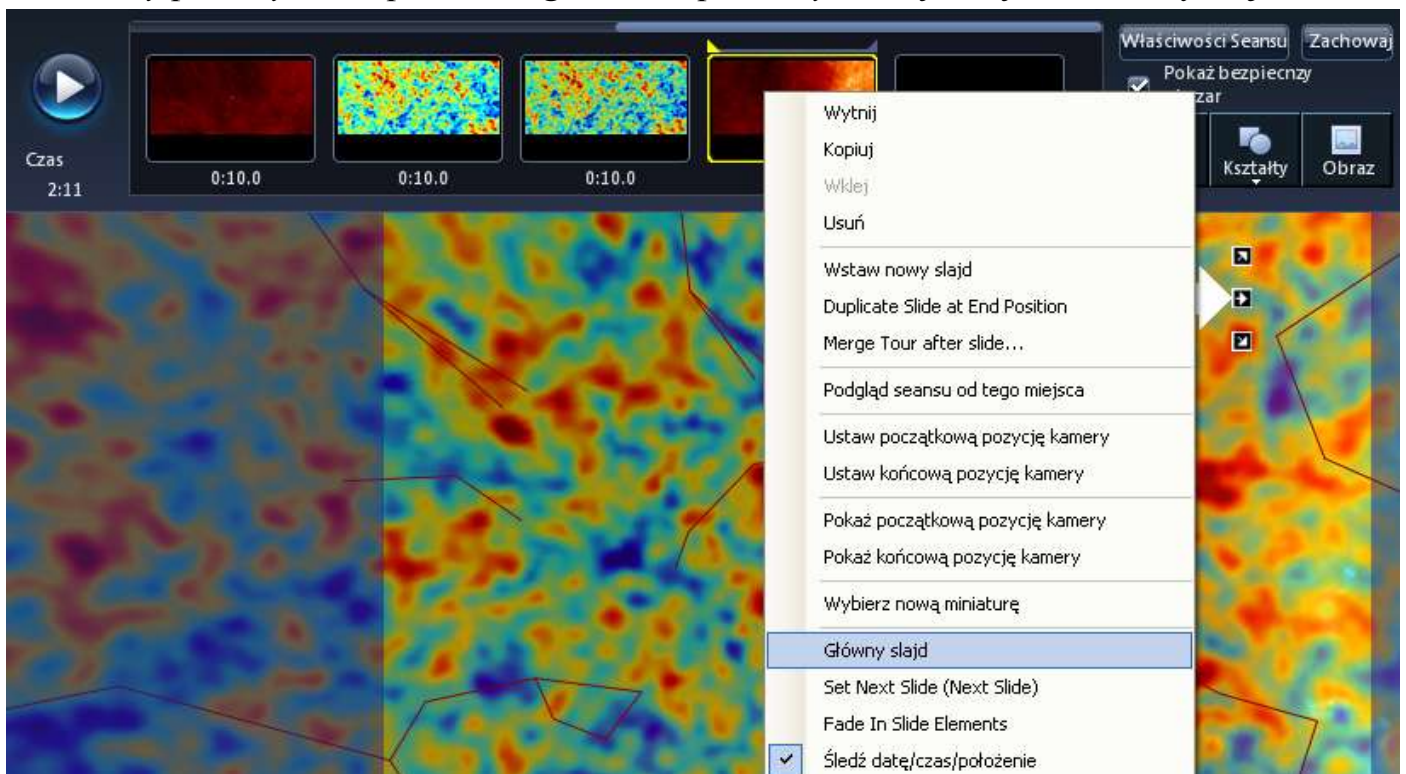 Właściwości Seansu Zachowaj
Pokaż bezpiecnzy
Czas
2:11
0:10.0 0:10.0 0:10.0
Kształty Obraz
Wytnij
Kopiuj
Wklej
Usuń
Wstaw nowy slajd
Duplicate Slide at End Position
Merge Tour after slide...
Podgląd seansu od tego miejsca
Ustaw początkową pozycję kamery
Ustaw końcową pozycję kamery
Pokaż początkową pozycję kamery
Pokaż końcową pozycję kamery
Wybierz nową miniaturę
Główny slajd
Set Next Slide (Next Slide)
Fade In Slide Elements
Śledź datę/czas/położenie